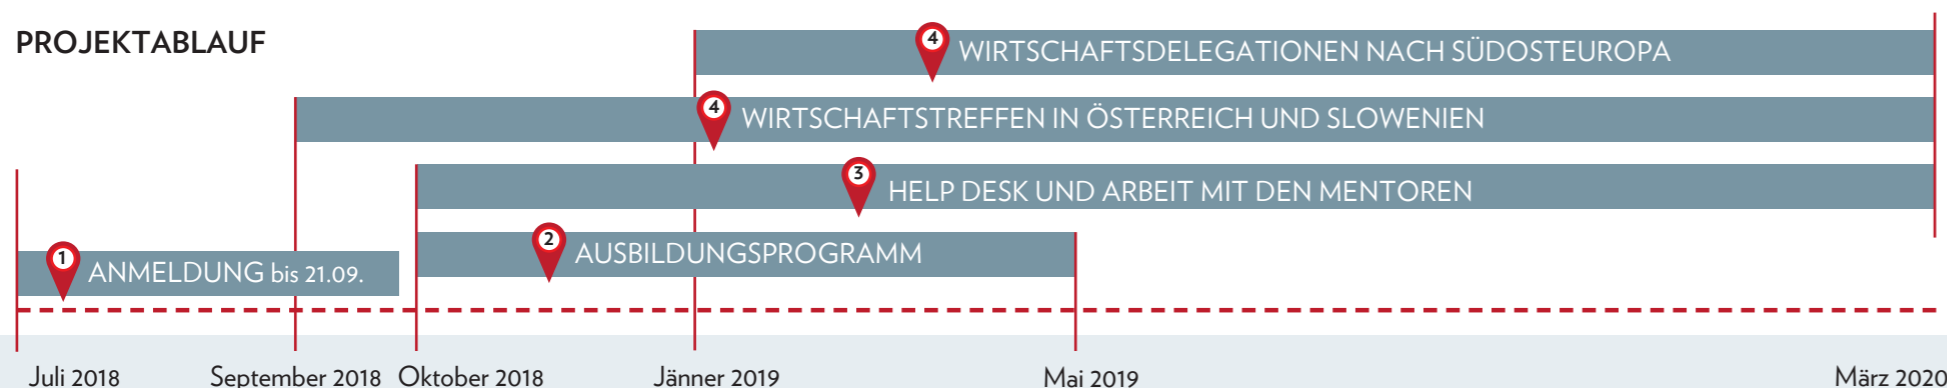 PROJEKTABLAUF
4 WIRTSCHAFTSDELEGATIONEN NACH SÜDOSTEUROPA
4 WIRTSCHAFTSTREFFEN IN ÖSTERREICH UND SLOWENIEN
3 HELP DESK UND ARBEIT MIT DEN MENTOREN
2 AUSBILDUNGSPROGRAMM
1 ANMELDUNG bis 21.09.
Juli 2018 September 2018 Oktober 2018 Jänner 2019 Mai 2019 März 2020